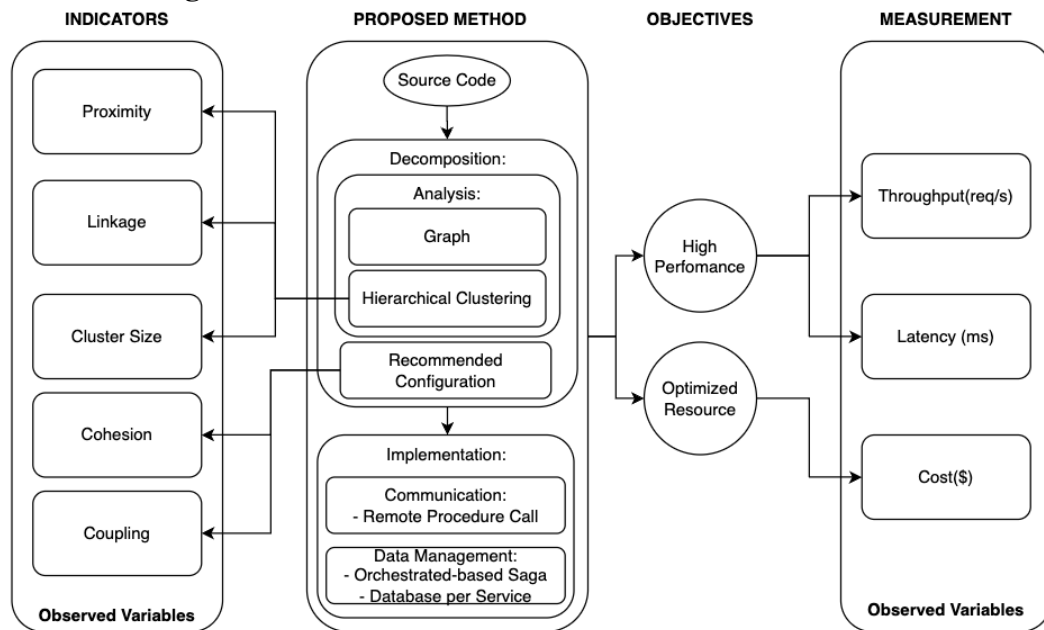 INDICATORS
PROPOSED METHOD
OBJECTIVES
MEASUREMENT
Proximity
Linkage
Cluster Size
Cohesion
Coupling
Observed Variables
Source Code
Decomposition:
Analysis:
Graph
Hierarchical Clustering
Recommended
Configuration
Implementation:
Communication:
- Remote Procedure Call
Data Management:
- Orchestrated-based Saga
- Database per Service
High
Perfomance
Optimized
Resource
Throughput(req/s)
Latency (ms)
Cost($)
Observed Variables